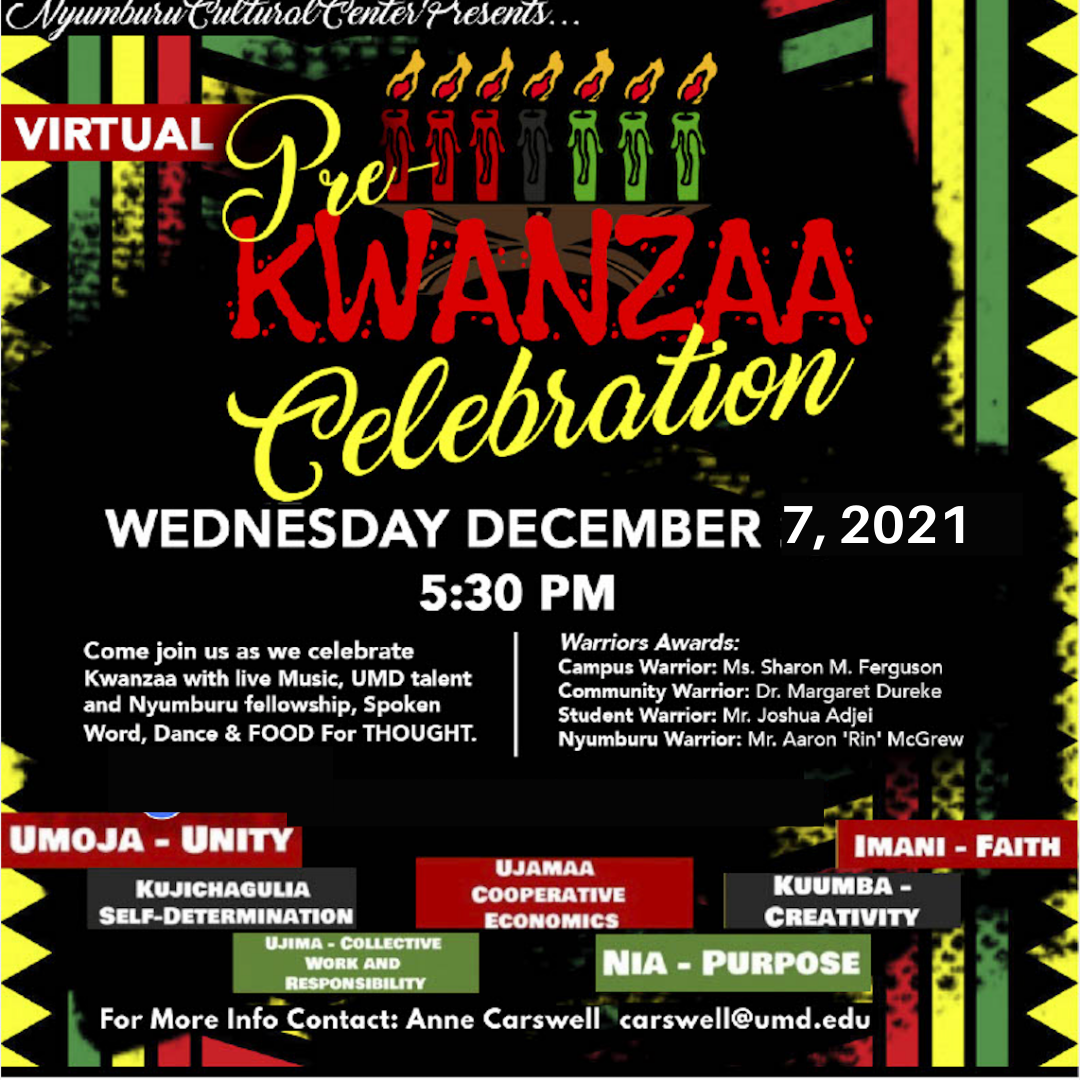 Nyumburu Cultural Center Presents...
VIRTUAL
Pre-
KWANZAA
Celebration
WEDNESDAY DECEMBER 7, 2021
5:30 PM
Come join us as we celebrate
Kwanzaa with live Music, UMD talent
and Nyumburu fellowship, Spoken
Word, Dance & FOOD For THOUGHT.
Warriors Awards:
Campus Warrior: Ms. Sharon M. Ferguson
Community Warrior: Dr. Margaret Dureke
Student Warrior: Mr. Joshua Adjei
Nyumburu Warrior: Mr. Aaron 'Rin' McGrew
UMOJA - UNITY
IMANI - FAITH
KUJICHAGULIA
SELF-DETERMINATION
UJAMAA
COOPERATIVE
ECONOMICS
KUUMBA -
CREATIVITY
UJIMA - COLLECTIVE
WORK AND
RESPONSIBILITY
NIA - PURPOSE
For More Info Contact: Anne Carswell carswell@umd.edu